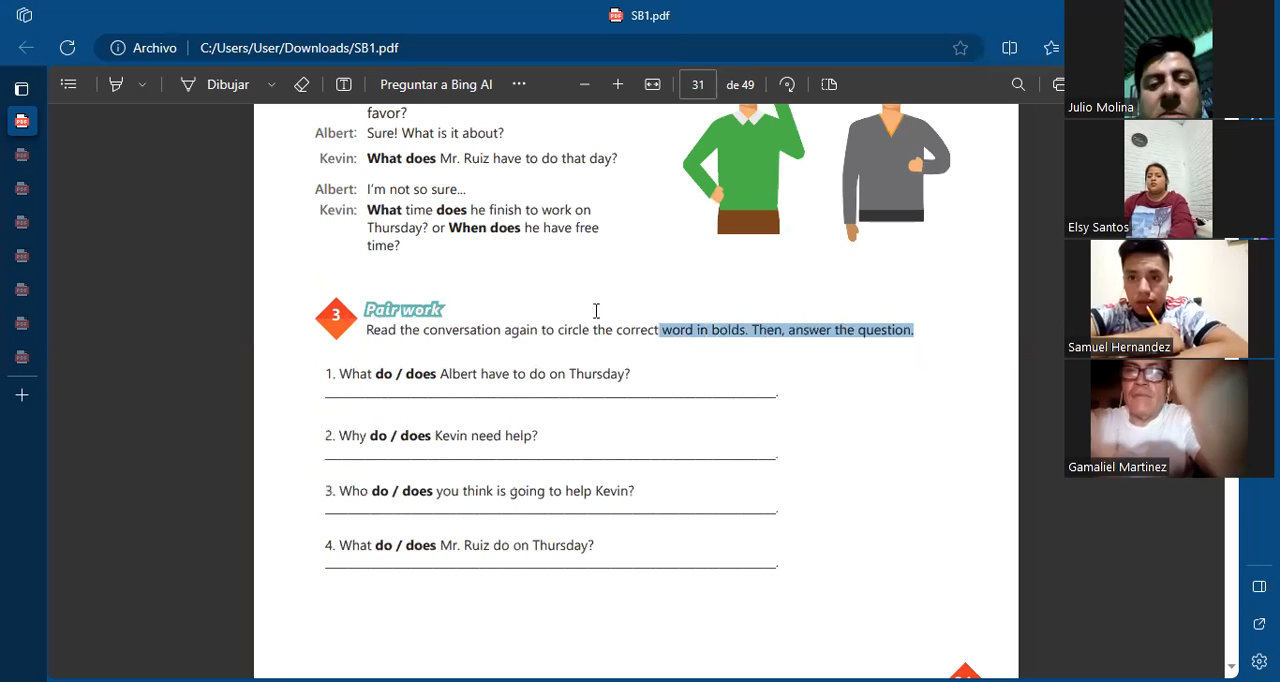 SB1.pdf
Archivo
C:/Users/User/Downloads/SB1.pdf
Dibujar
Preguntar a Bing AI
31
de 49
favor?
Albert: Sure! What is it about?
Kevin: What does Mr. Ruiz have to do that day?
Albert: I'm not so sure...
Kevin: What time does he finish to work on
Thursday? or When does he have free
time?
3
Pair work
Read the conversation again to circle the correct word in bolds. Then, answer the question.
1. What do / does Albert have to do on Thursday?
2. Why do / does Kevin need help?
3. Who do / does you think is going to help Kevin?
4. What do / does Mr. Ruiz do on Thursday?
Julio Molina
Elsy Santos
Samuel Hernandez
Gamaliel Martinez